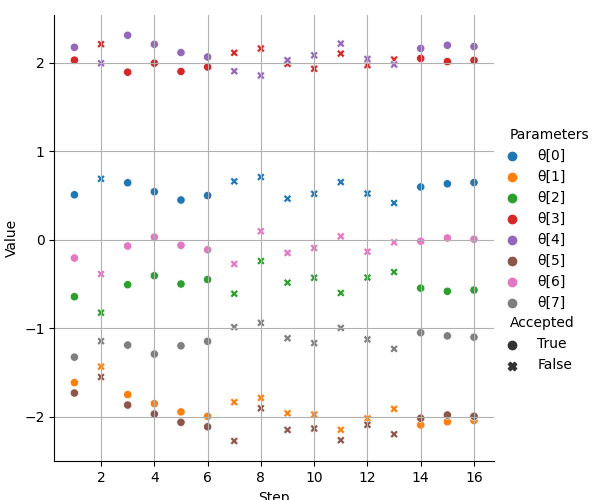 2
1
0
−1
−2
Value
2
4
6
8
10
12
14
16
Step
Parameters
θ[0]
θ[1]
θ[2]
θ[3]
θ[4]
θ[5]
θ[6]
θ[7]
Accepted
True
False